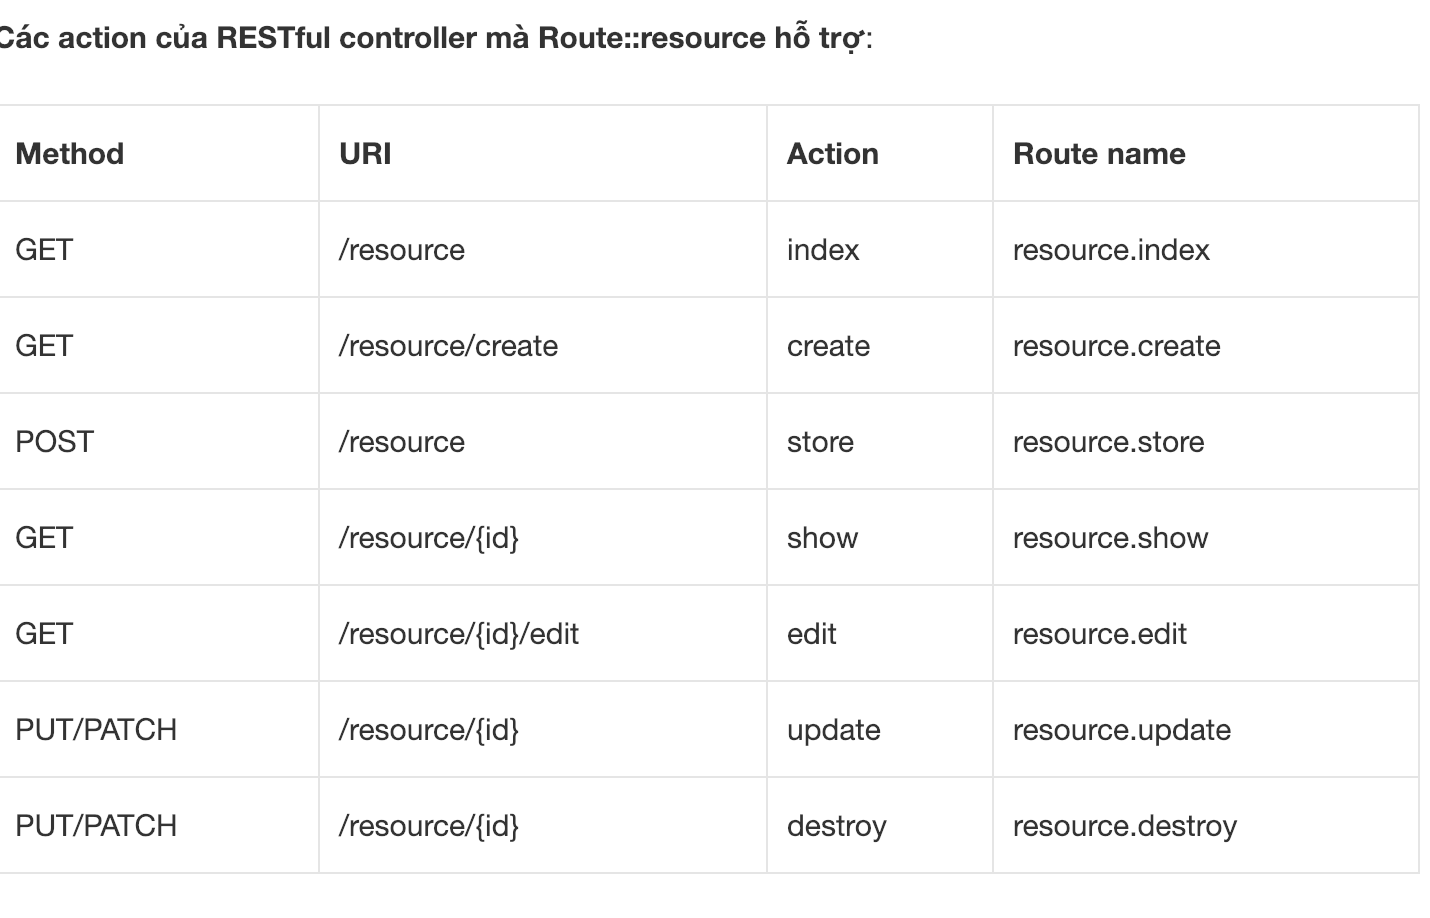 Các action của RESTful controller mà Route::resource hỗ trợ:
Method URI Action Route name
GET /resource index resource.index
GET /resource/create create resource.create
POST /resource store resource.store
GET /resource/{id} show resource.show
GET /resource/{id}/edit edit resource.edit
PUT/PATCH /resource/{id} update resource.update
PUT/PATCH /resource/{id} destroy resource.destroy